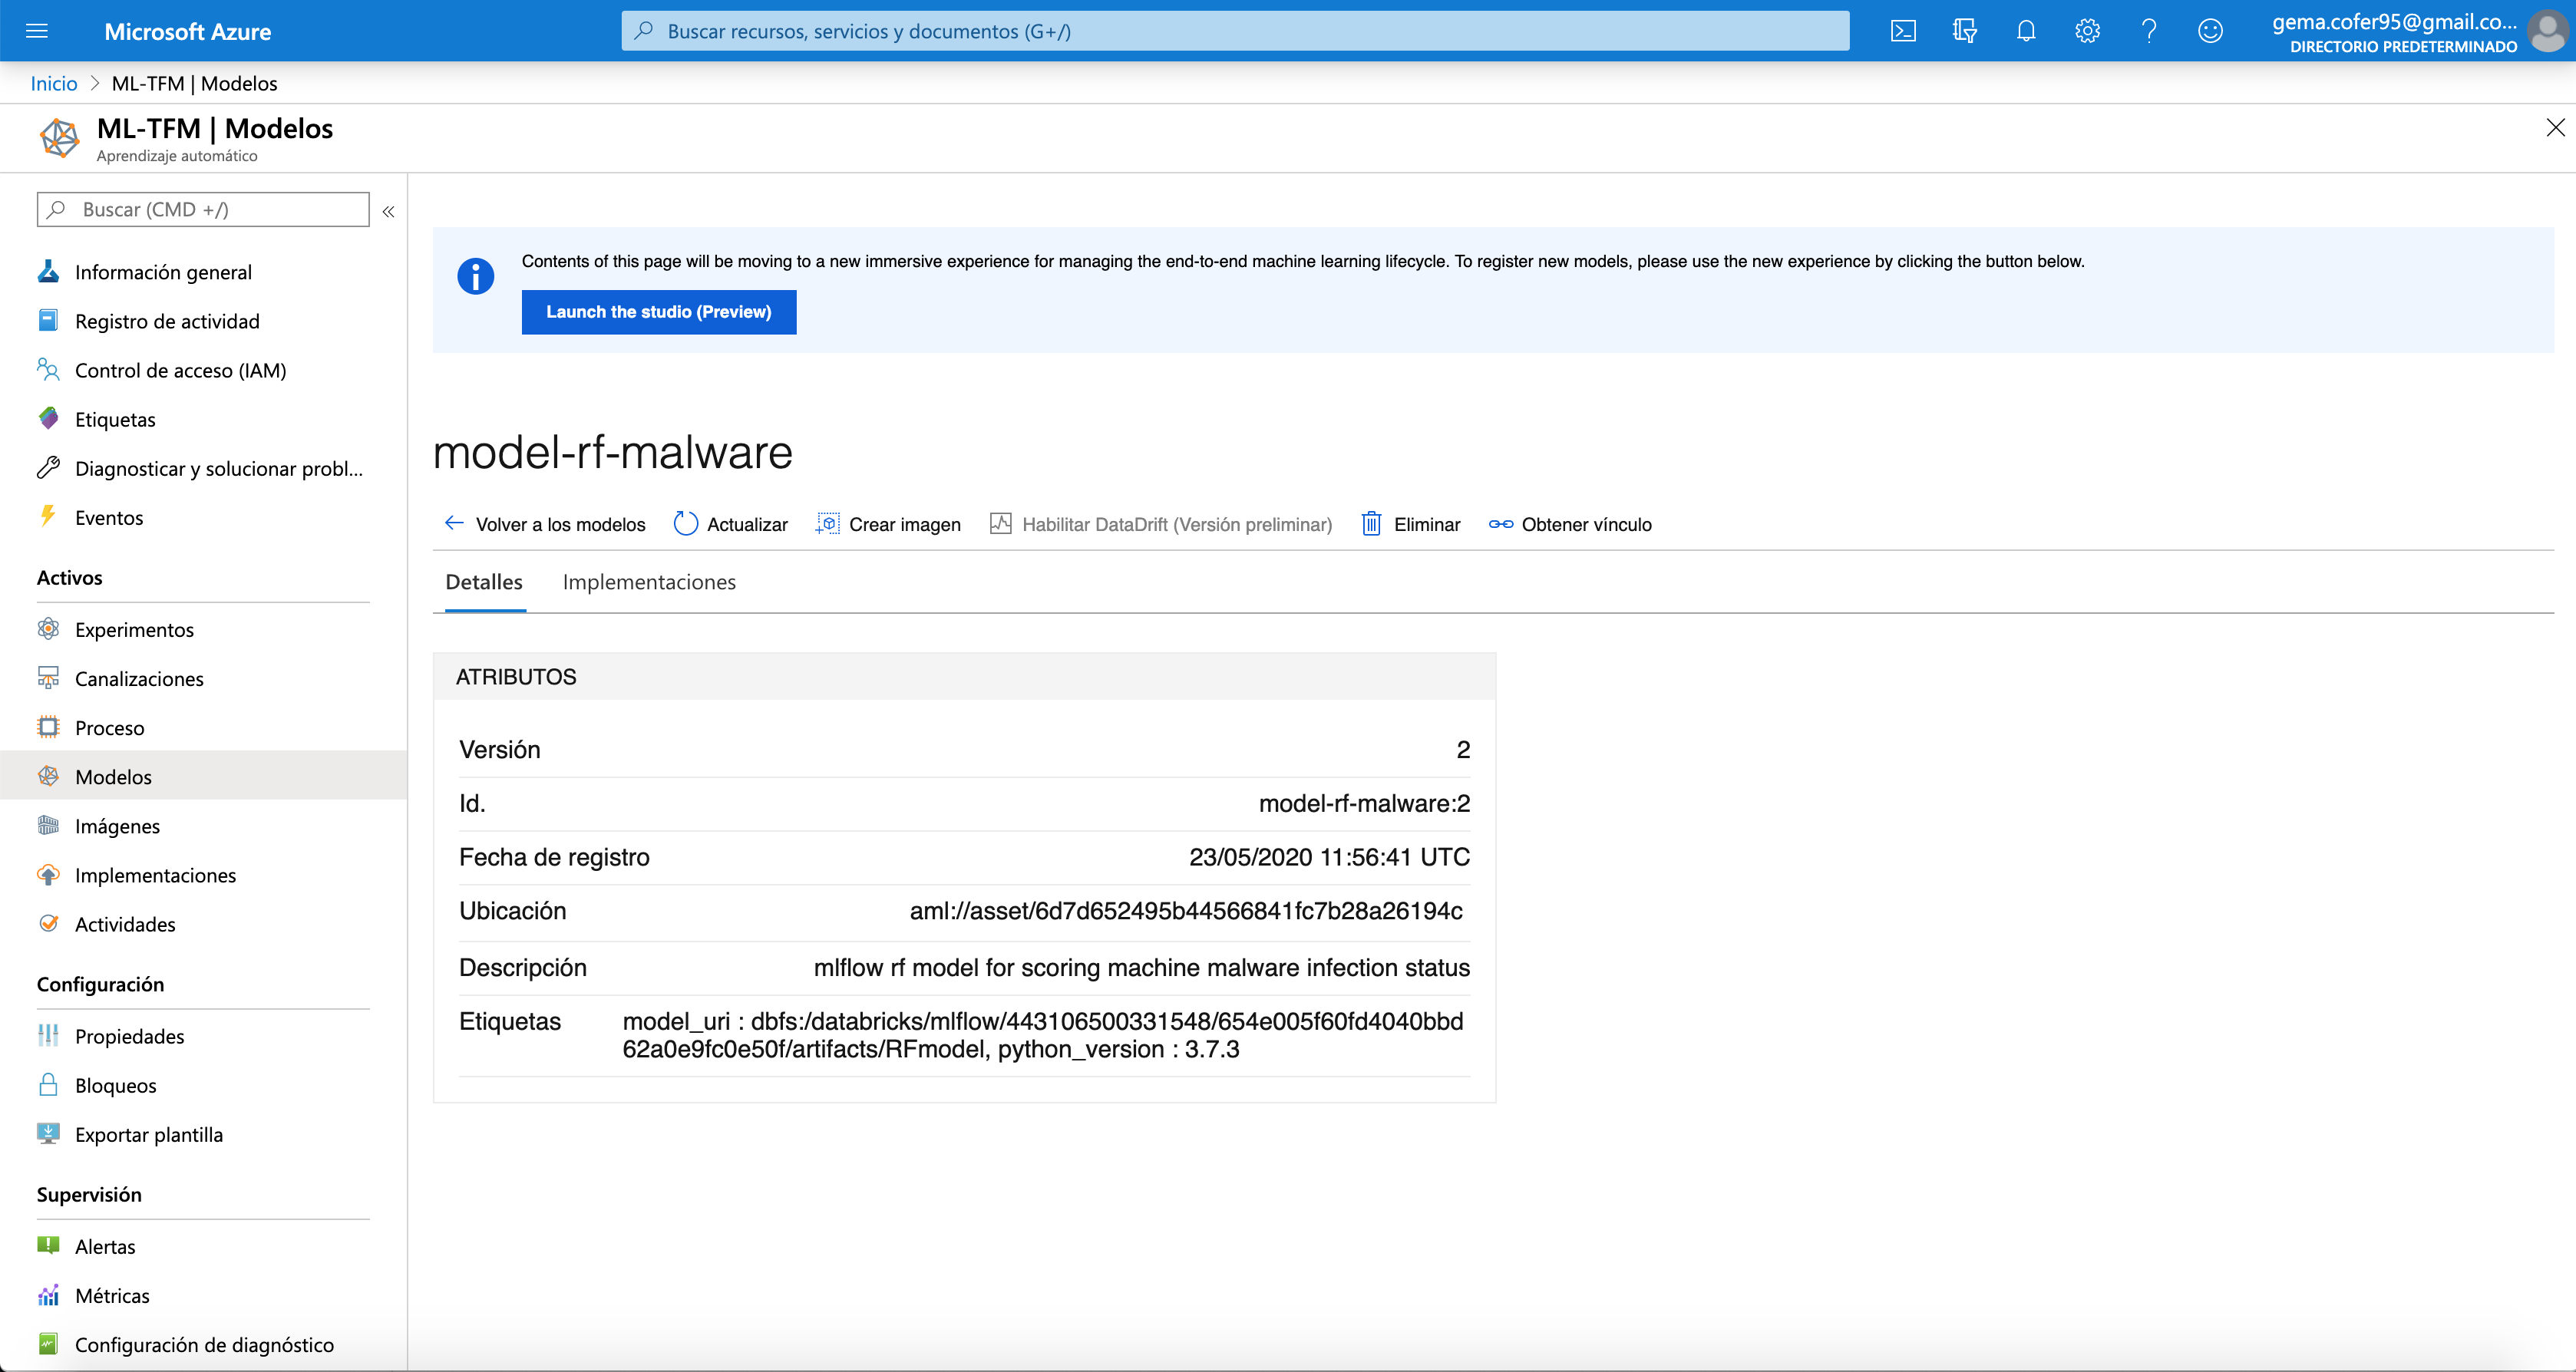 Microsoft Azure
Buscar recursos, servicios y documentos (G+/)
gema.cofer95@gmail.co...
DIRECTORIO PREDETERMINADO
Inicio > ML-TFM | Modelos
ML-TFM | Modelos
Aprendizaje automático
Buscar (CMD +/)
Información general
Registro de actividad
Control de acceso (IAM)
Etiquetas
Diagnosticar y solucionar probl...
Eventos
Activos
Experimentos
Canalizaciones
Proceso
Modelos
Imágenes
Implementaciones
Actividades
Configuración
Propiedades
Bloqueos
Exportar plantilla
Supervisión
Alertas
Métricas
Configuración de diagnóstico
Contents of this page will be moving to a new immersive experience for managing the end-to-end machine learning lifecycle. To register new models, please use the new experience by clicking the button below.
Launch the studio (Preview)
model-rf-malware
Volver a los modelos Actualizar Crear imagen Habilitar DataDrift (Versión preliminar) Eliminar Obtener vínculo
Detalles Implementaciones
ATRIBUTOS
Versión 2
Id. model-rf-malware:2
Fecha de registro 23/05/2020 11:56:41 UTC
Ubicación aml://asset/6d7d652495b44566841fc7b28a26194c
Descripción mlflow rf model for scoring machine malware infection status
Etiquetas model_uri : dbfs:/databricks/mlflow/443106500331548/654e005f60fd4040bbd
62a0e9fc0e50f/artifacts/RFmodel, python_version : 3.7.3